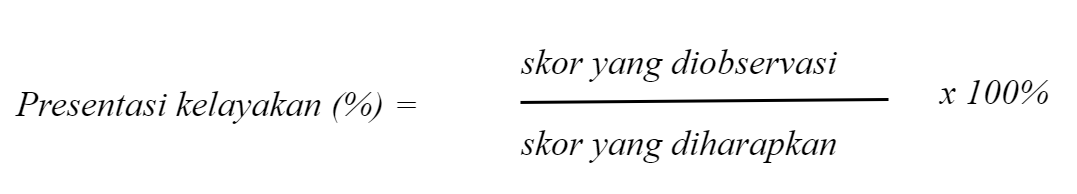 skor yang diobservasi
Presentasi kelayakan (%) = x 100%
skor yang diharapkan